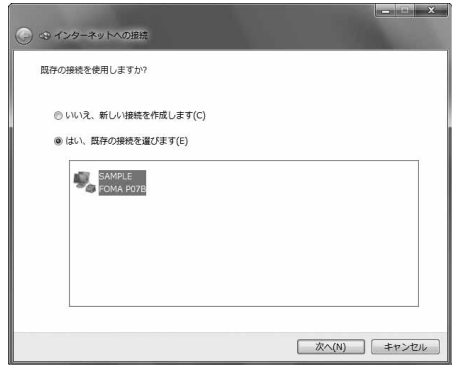 インターネットへの接続
既存の接続を使用しますか?
いいえ、新しい接続を作成します(C)
はい、既存の接続を選びます(E)
SAMPLE
FOMA P07B
次へ(N)
キャンセル